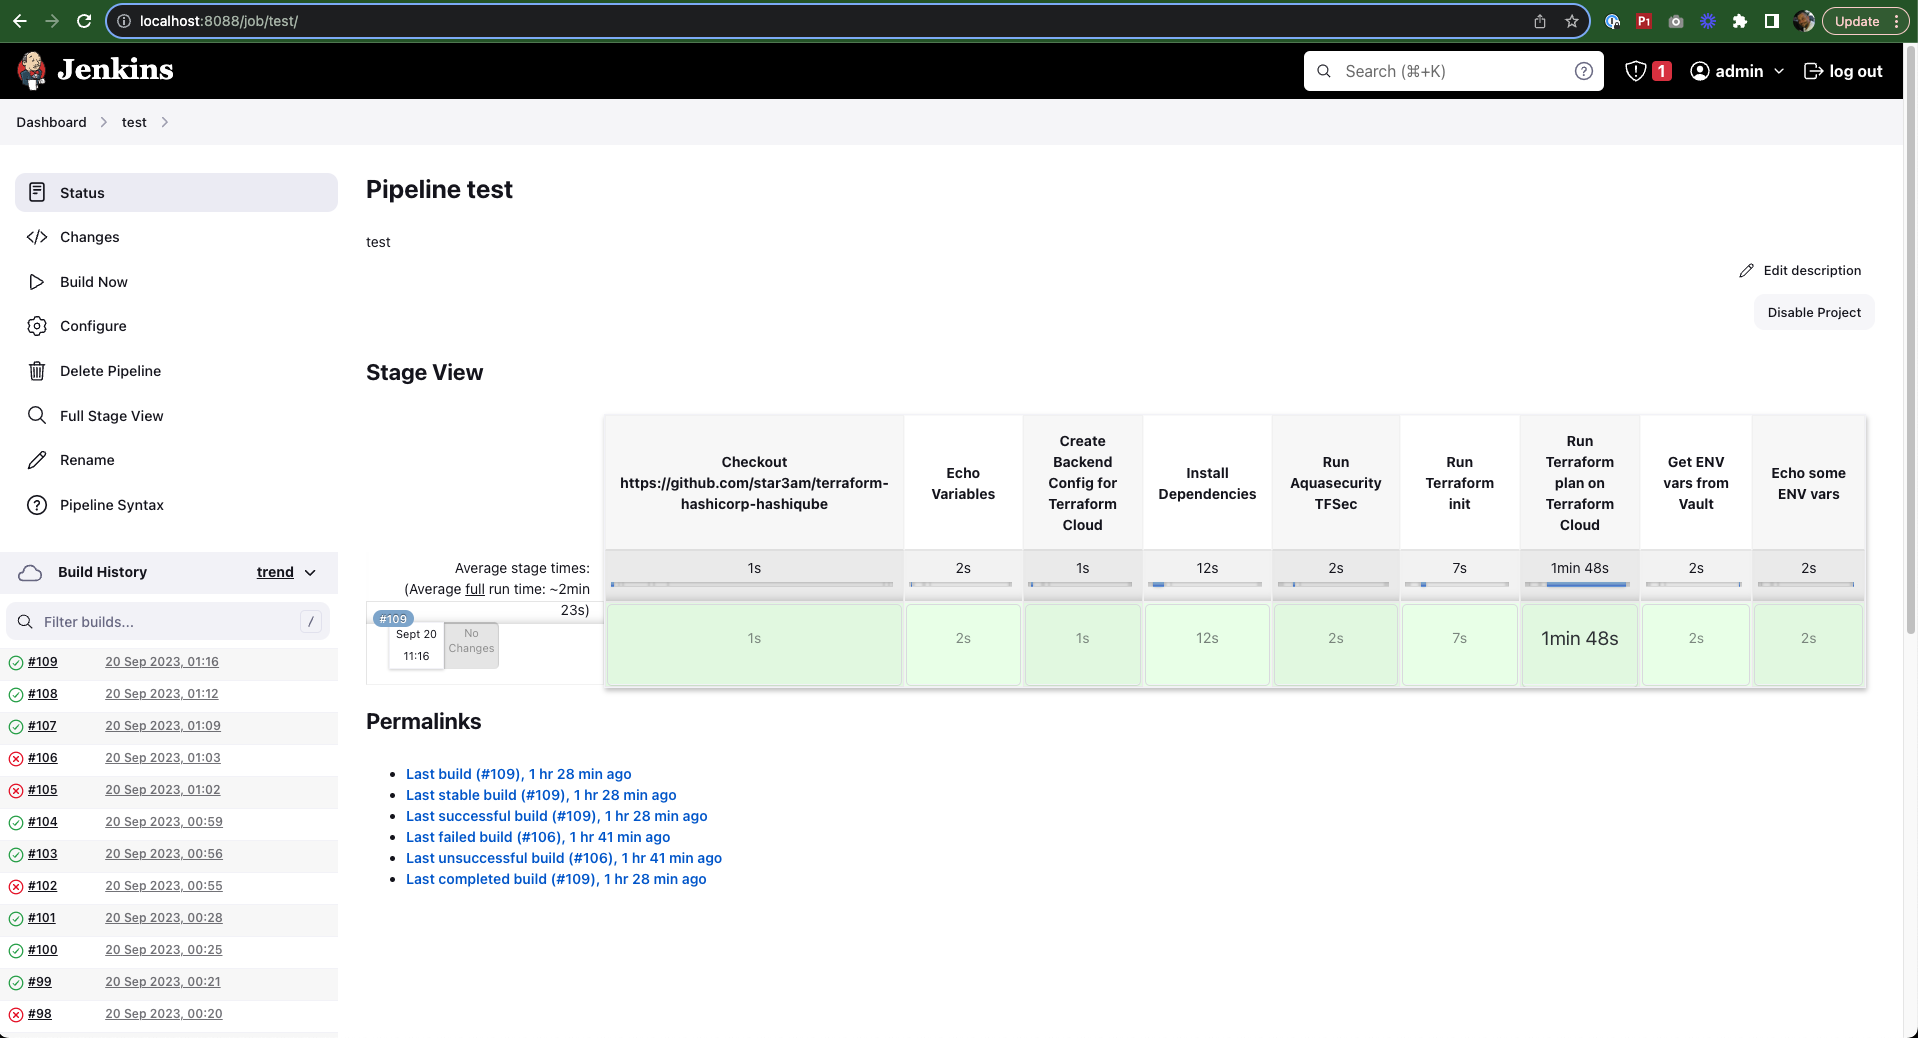 localhost:8088/job/test/
P1
Update
Jenkins
Search (⌘+K)
?
1
admin
log out
Dashboard
test
Status
Changes
Build Now
Configure
Delete Pipeline
Full Stage View
Rename
Pipeline Syntax
Build History
trend
Filter builds...
/
#109 20 Sep 2023, 01:16
#108 20 Sep 2023, 01:12
#107 20 Sep 2023, 01:09
#106 20 Sep 2023, 01:03
#105 20 Sep 2023, 01:02
#104 20 Sep 2023, 00:59
#103 20 Sep 2023, 00:56
#102 20 Sep 2023, 00:55
#101 20 Sep 2023, 00:28
#100 20 Sep 2023, 00:25
#99 20 Sep 2023, 00:21
#98 20 Sep 2023, 00:20
Pipeline test
test
Edit description
Disable Project
Stage View
Checkout
https://github.com/star3am/terraform-
hashicorp-hashiqube
Echo
Variables
Create
Backend
Config for
Terraform
Cloud
Install
Dependencies
Run
Aquasecurity
TFSec
Run
Terraform
init
Run
Terraform
plan on
Terraform
Cloud
Get ENV
vars from
Vault
Echo some
ENV vars
Average stage times:
(Average full run time: ~2min
23s)
1s 2s 1s 12s 2s 7s 1min 48s 2s 2s
#109
Sept 20
11:16
No
Changes
1s 2s 1s 12s 2s 7s 1min 48s 2s 2s
Permalinks
Last build (#109), 1 hr 28 min ago
Last stable build (#109), 1 hr 28 min ago
Last successful build (#109), 1 hr 28 min ago
Last failed build (#106), 1 hr 41 min ago
Last unsuccessful build (#106), 1 hr 41 min ago
Last completed build (#109), 1 hr 28 min ago